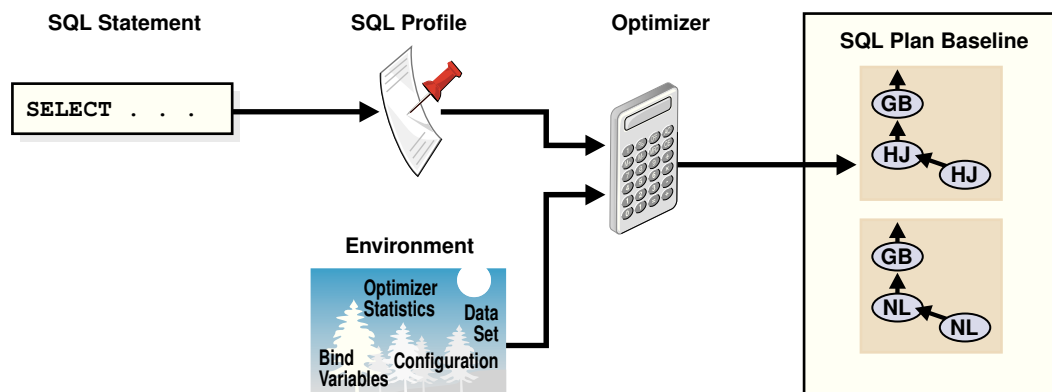 SQL Statement
SQL Profile
Optimizer
SQL Plan Baseline
SELECT . . .
GB
HJ
HJ
GB
NL
NL
Environment
Optimizer
Statistics
Data
Set
Bind
Variables
Configuration